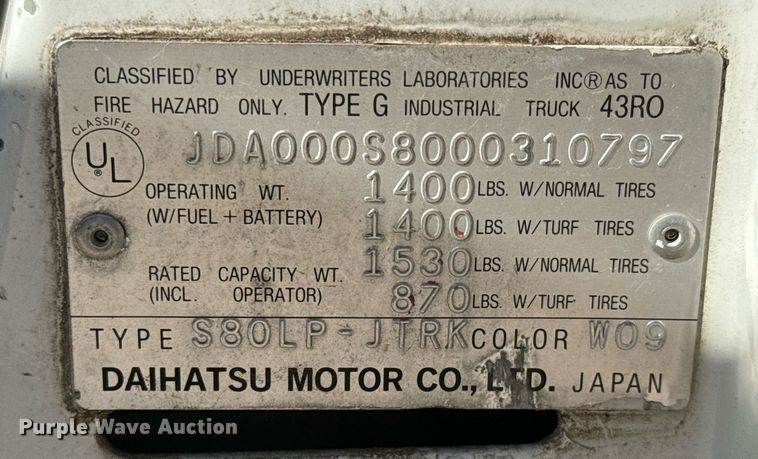 CLASSIFIED BY UNDERWRITERS LABORATORIES INC®AS TO
FIRE HAZARD ONLY. TYPE G INDUSTRIAL TRUCK 43RO
CLASSIFIED
UL®
JDA000S8000310797
OPERATING WT. 1400 LBS. W/NORMAL TIRES
(W/FUEL + BATTERY) 1400 LBS. W/TURF TIRES
RATED CAPACITY WT. 1530 LBS. W/NORMAL TIRES
(INCL. OPERATOR) 870 LBS. W/TURF TIRES
TYPE S80LP-JTRK COLOR W09
DAIHATSU MOTOR CO., LTD. JAPAN
Purple Wave Auction